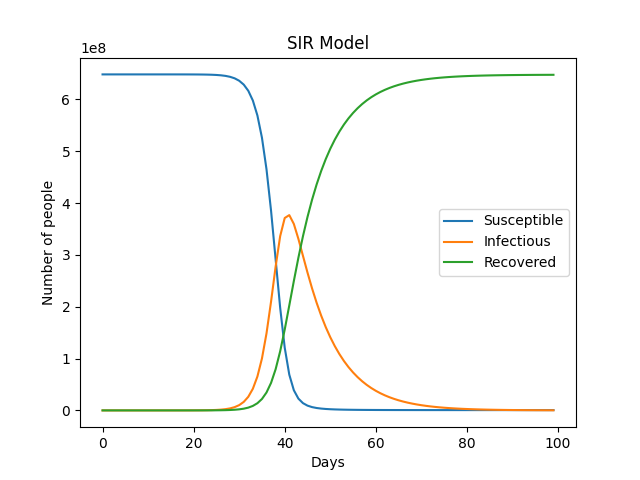 SIR Model
1e8
6
5
4
3
2
1
0
Number of people
Susceptible
Infectious
Recovered
0 20 40 60 80 100
Days